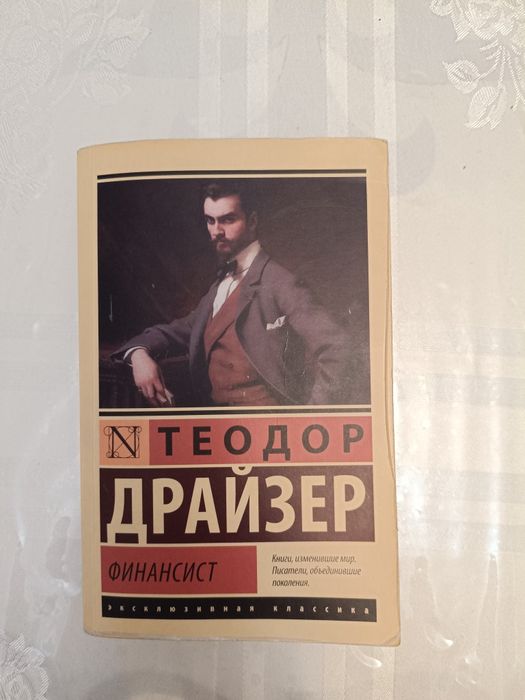 N ТЕОДОР
ДРАЙЗЕР
ФИНАНСИСТ
Книги, изменившие мир.
Писатели, объединившие
поколения.
эксклюзивная классика